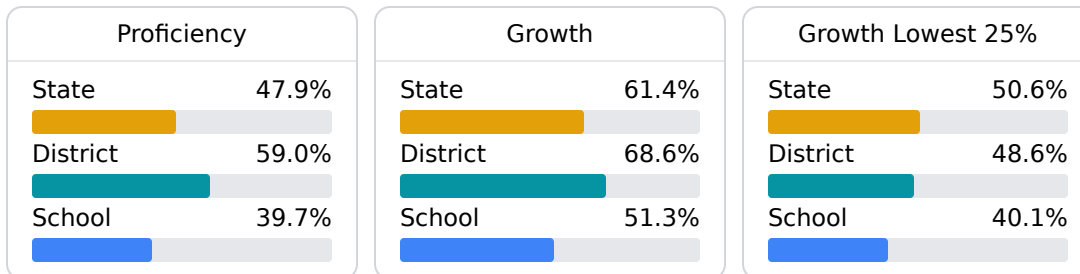 Proficiency
State 47.9%
District 59.0%
School 39.7%
Growth
State 61.4%
District 68.6%
School 51.3%
Growth Lowest 25%
State 50.6%
District 48.6%
School 40.1%